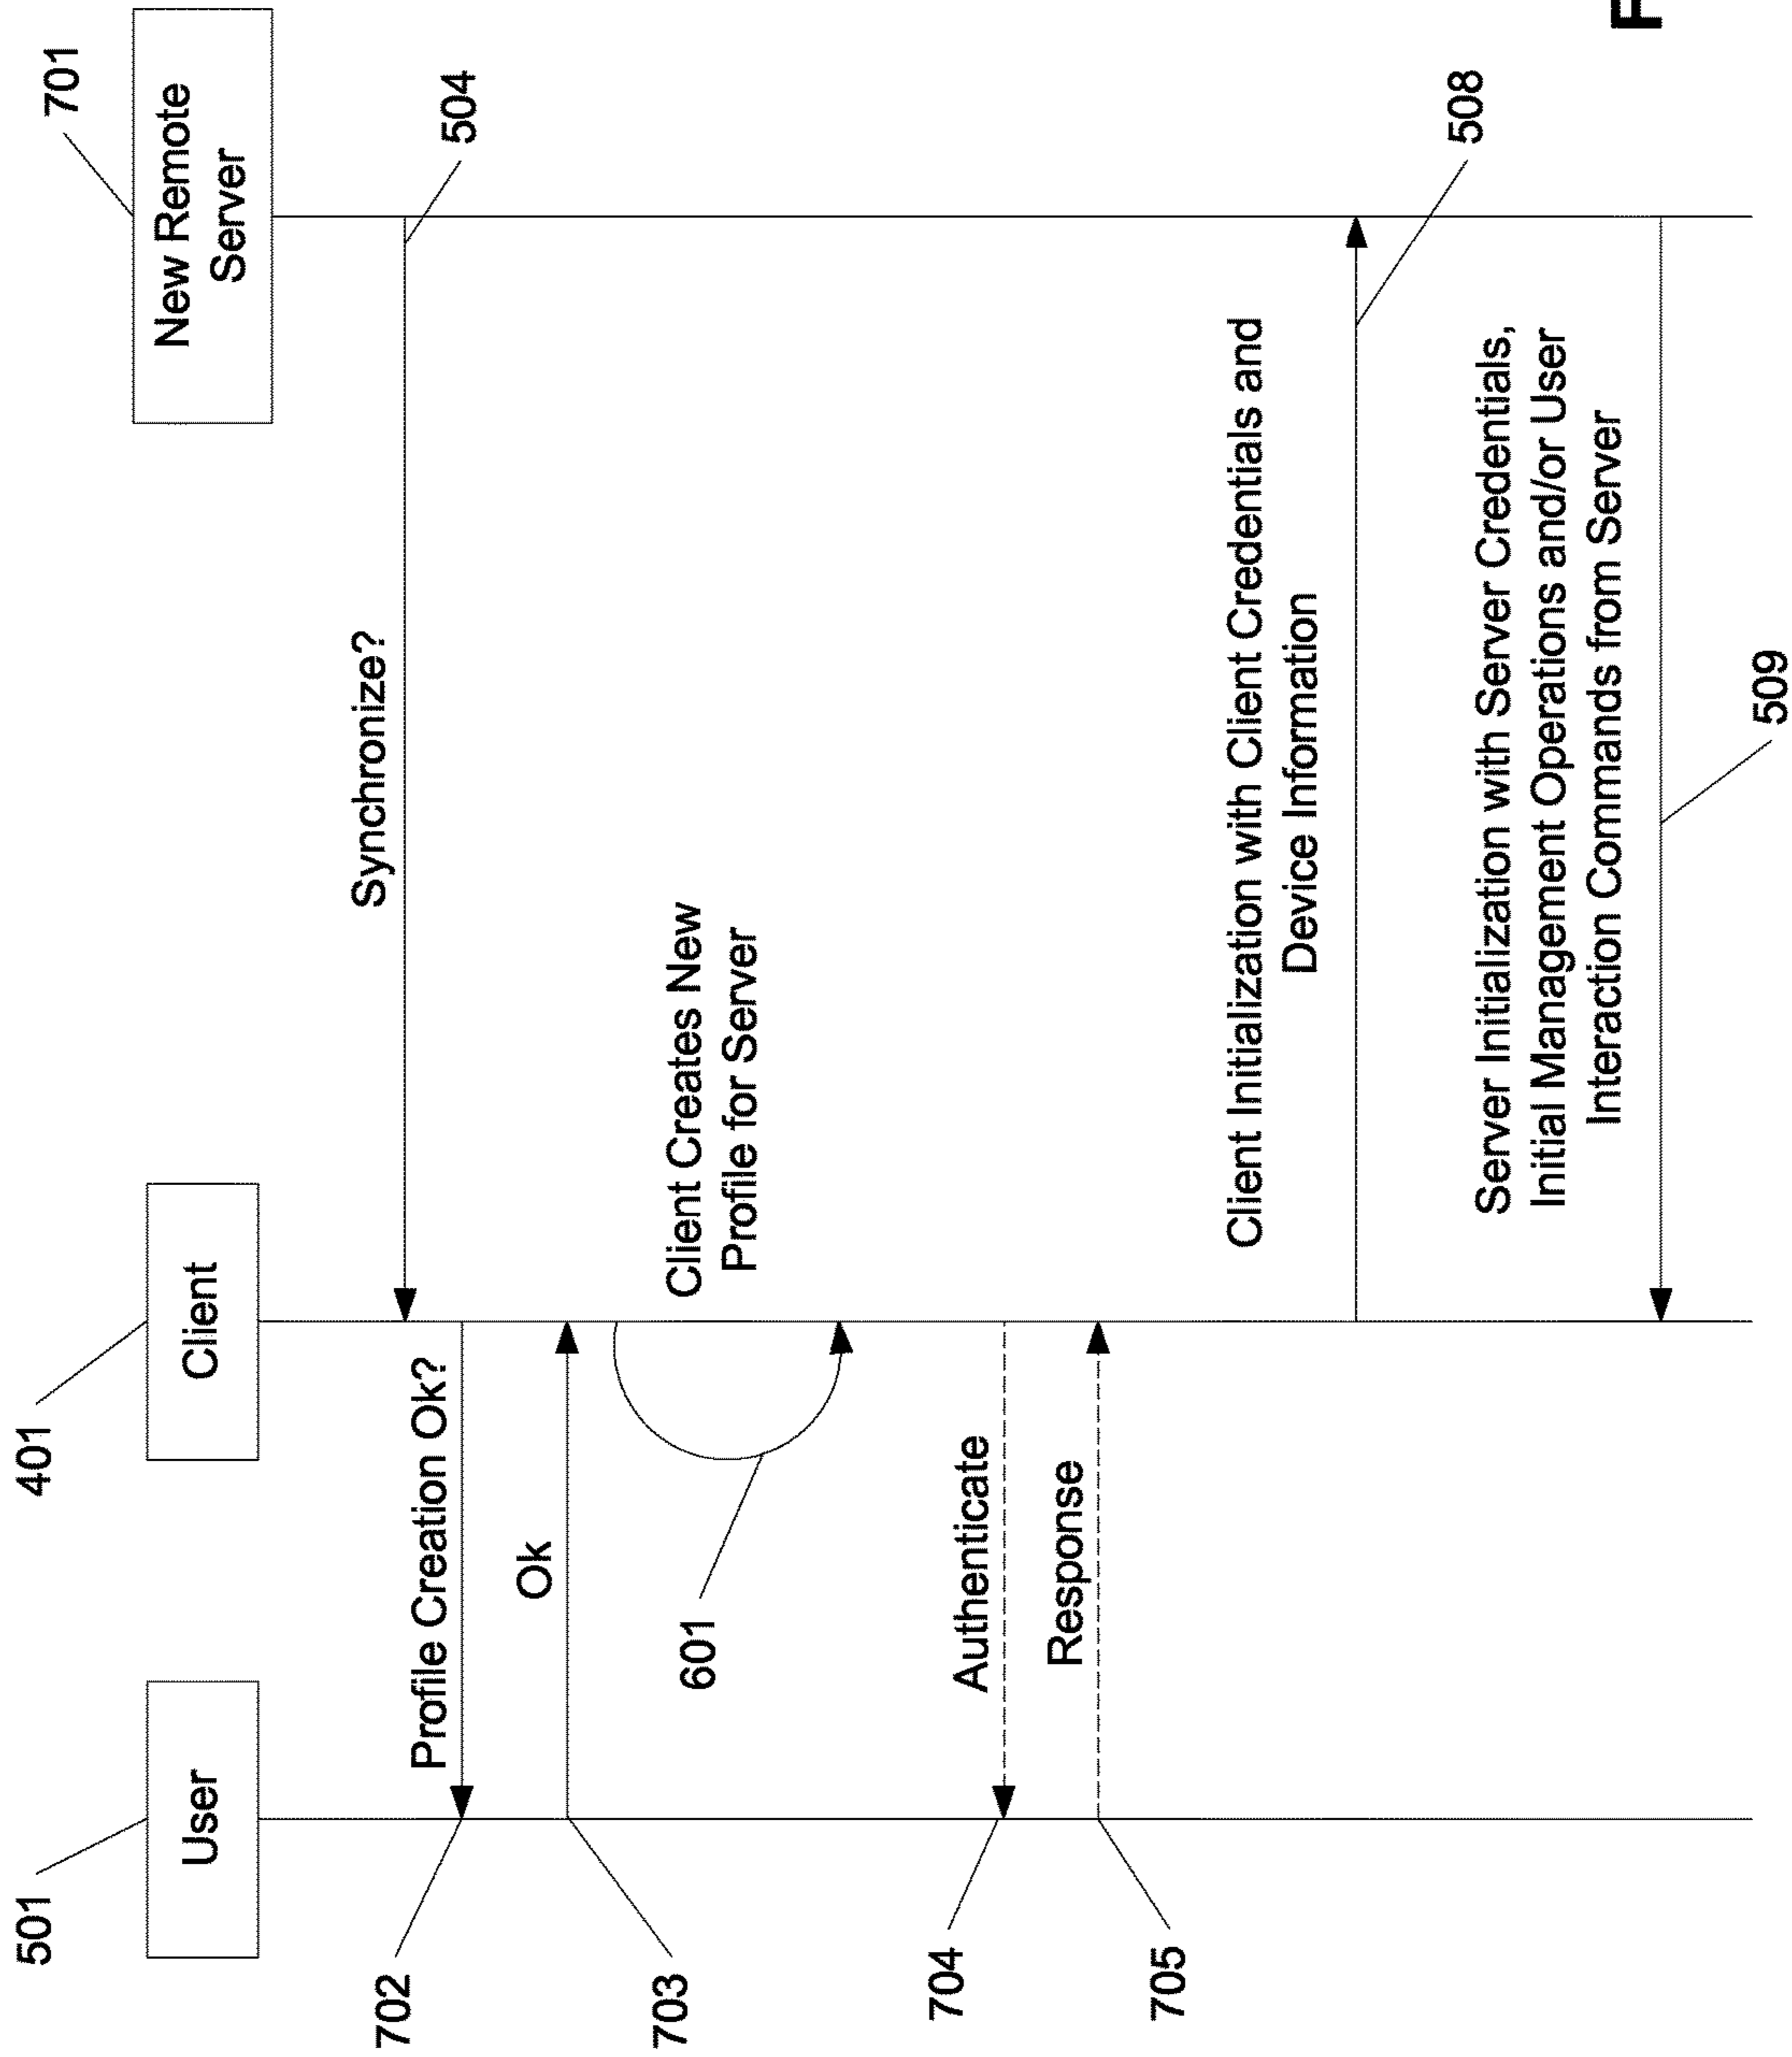 501
User
401
Client
701
New Remote
Server
Synchronize?
504
702
Profile Creation Ok?
703
Ok
Client Creates New
Profile for Server
601
704
Authenticate
705
Response
Client Initialization with Client Credentials and
Device Information
508
Server Initialization with Server Credentials,
Initial Management Operations and/or User
Interaction Commands from Server
509
F